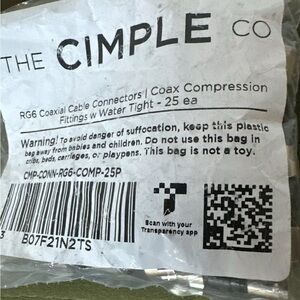 THE CIMPLE CO
RG6 Coaxial Cable Connectors | Coax Compression
Fittings w Water Tight - 25 ea
Warning! To avoid danger of suffocation, keep this plastic
bag away from babies and children. Do not use this bag in
cribs, beds, carriages, or playpens. This bag is not a toy.
CMP-CONN-RG6-COMP-25P
B07F21N2TS
Scan with your
Transparency app